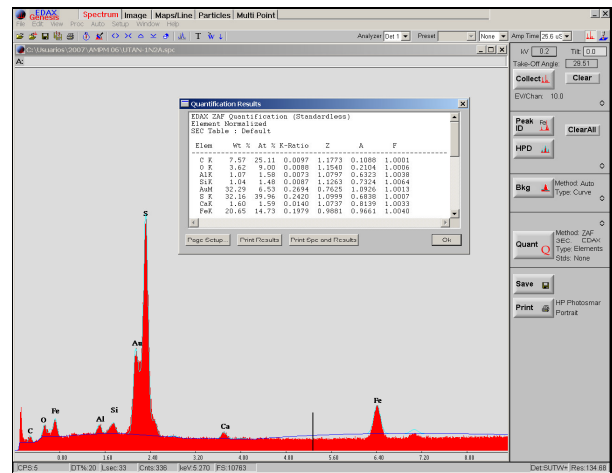 EDAX Genesis Spectrum | Image | Maps/Line | Particles | Multi Point |
File Edit View Proc Auto Setup Window Help
Analyzer Det 1 Preset None Amp Time 25.6 uS
C:\Usuarios\2007\AMPM 06\UTAN-1\N2A.spc
A:
kV 0.2 Tilt 0.0
Take-Off Angle: 29.51
Collect Clear
EV/Chan: 10.0
Peak ID ClearAll
HPD
Bkg Method: Auto
Type: Curve
Quant Method: ZAF
SEC: CDAX
Type: Elements
Stds: None
Save
Print HP Photosmar
Portrait
Quantification Results
EDAX ZAF Quantification (Standardless)
Element Normalized
SEC Table : Default
Elem Wt % At % K-Ratio Z A F
C K 7.57 25.11 0.0097 1.1773 0.1088 1.0001
O K 3.62 9.00 0.0088 1.1540 0.2104 1.0006
AlK 1.07 1.58 0.0073 1.0797 0.6323 1.0038
SiK 1.04 1.48 0.0087 1.1263 0.7324 1.0064
AuM 32.29 6.53 0.2694 0.7625 1.0926 1.0013
S K 32.16 39.96 0.2420 1.0999 0.6838 1.0007
CaK 1.60 1.59 0.0140 1.0737 0.8139 1.0033
FeK 20.65 14.73 0.1979 0.9881 0.9661 1.0040
Page Setup... Print Results Print Spc and Results Ok
S
Au
C
O
Fe
Al
Si
Ca
Fe
0.80 1.60 2.40 3.20 4.00 4.80 5.60 6.40 7.20 8.00
CPS:5 DT%:20 Lsec:33 Cnts:336 keV:5.270 FS:10763 Det:SUTW+ Res:134.68